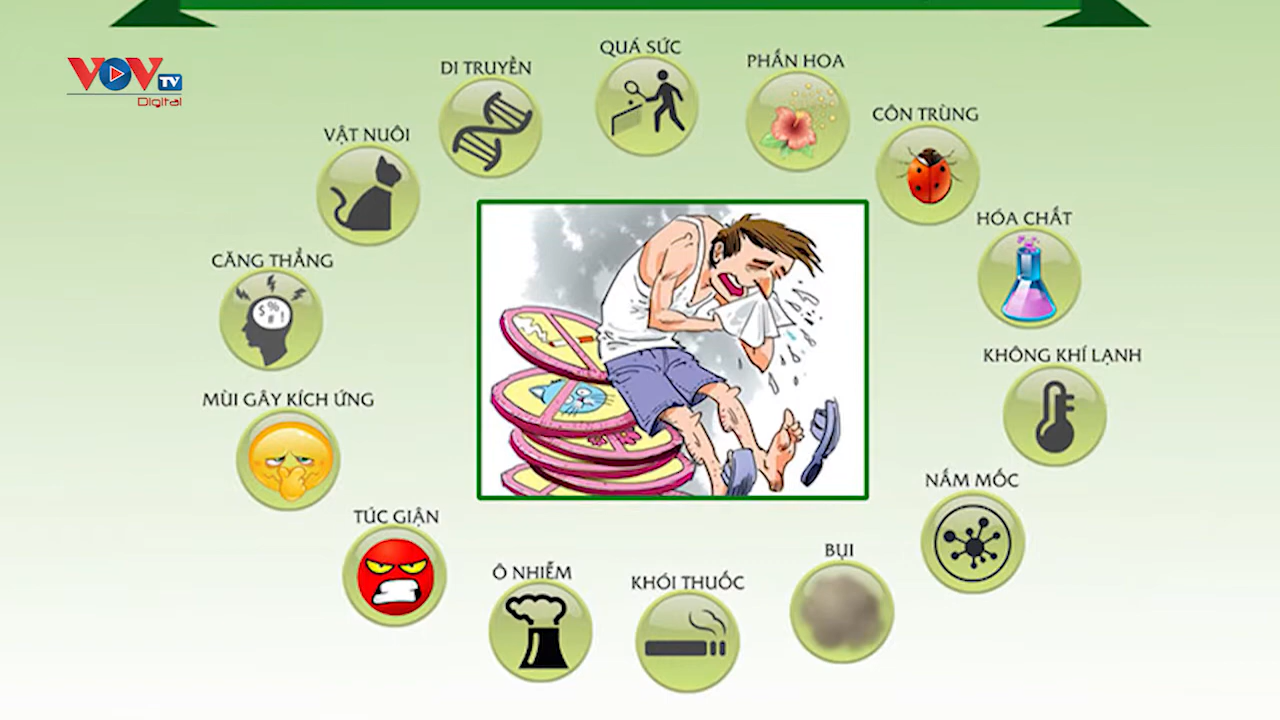 VOV TV
Digital
QUÁ SỨC
DI TRUYỀN
PHẤN HOA
VẬT NUÔI
CÔN TRÙNG
HÓA CHẤT
CĂNG THẲNG
$%
#!
KHÔNG KHÍ LẠNH
MÙI GÂY KÍCH ỨNG
NẤM MỐC
TÚC GIẬN
BỤI
Ô NHIỄM
KHÓI THUỐC